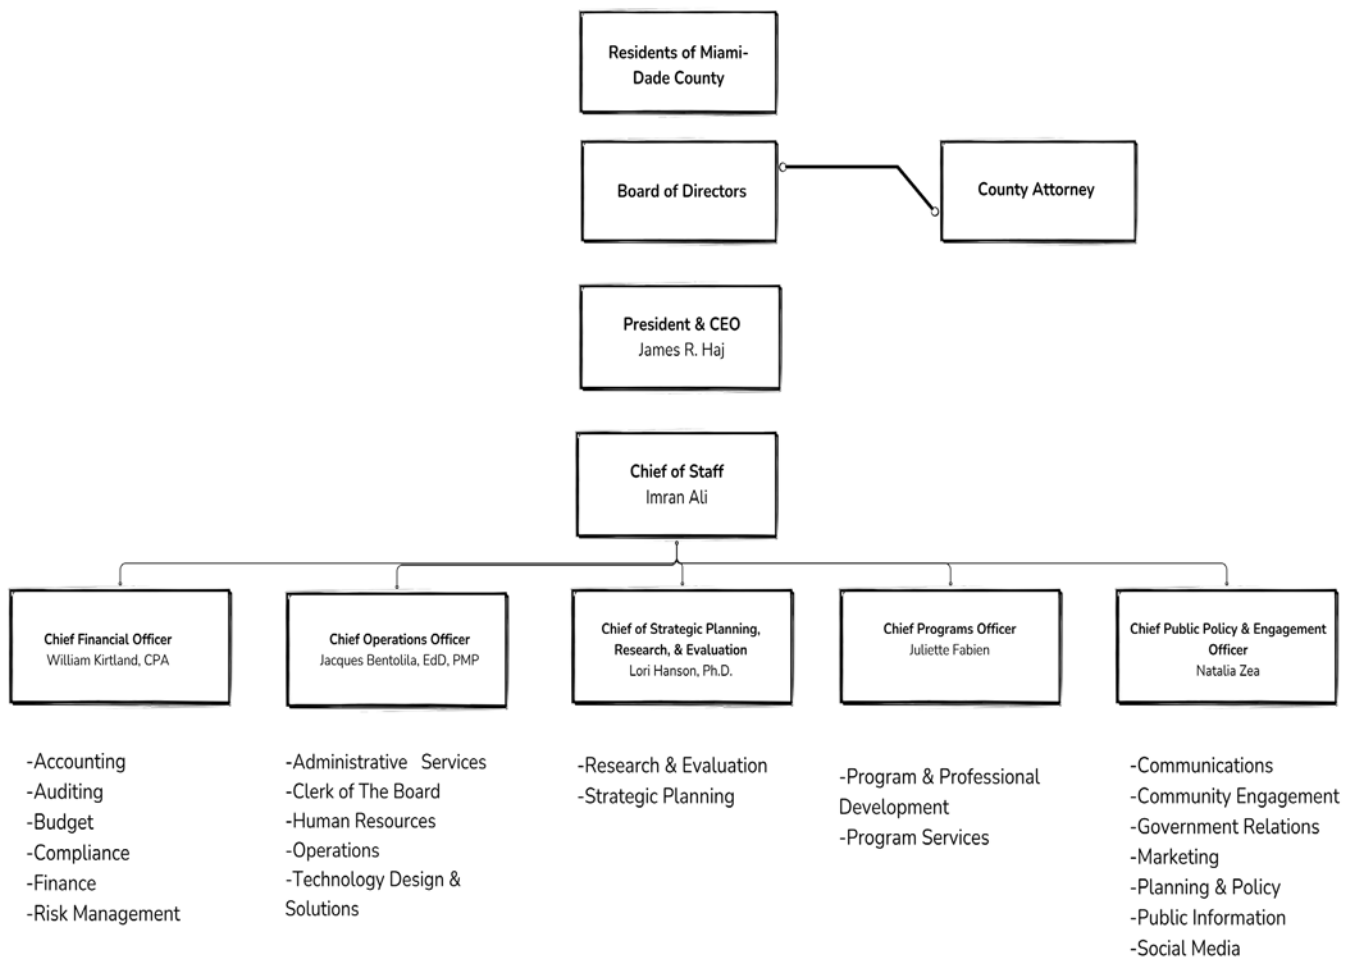 Residents of Miami-
Dade County
Board of Directors
County Attorney
President & CEO
James R. Haj
Chief of Staff
Imran Ali
Chief Financial Officer
William Kirtland, CPA
Chief Operations Officer
Jacques Bentolila, EdD, PMP
Chief of Strategic Planning,
Research, & Evaluation
Lori Hanson, Ph.D.
Chief Programs Officer
Juliette Fabien
Chief Public Policy & Engagement
Officer
Natalia Zea
-Accounting
-Auditing
-Budget
-Compliance
-Finance
-Risk Management
-Administrative Services
-Clerk of The Board
-Human Resources
-Operations
-Technology Design &
Solutions
-Research & Evaluation
-Strategic Planning
-Program & Professional
Development
-Program Services
-Communications
-Community Engagement
-Government Relations
-Marketing
-Planning & Policy
-Public Information
-Social Media